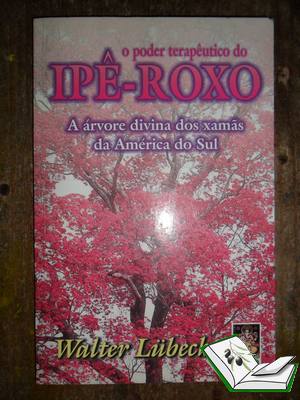 o poder terapêutico do
IPÊ-ROXO
A árvore divina dos xamãs
da América do Sul
Walter Lübeck